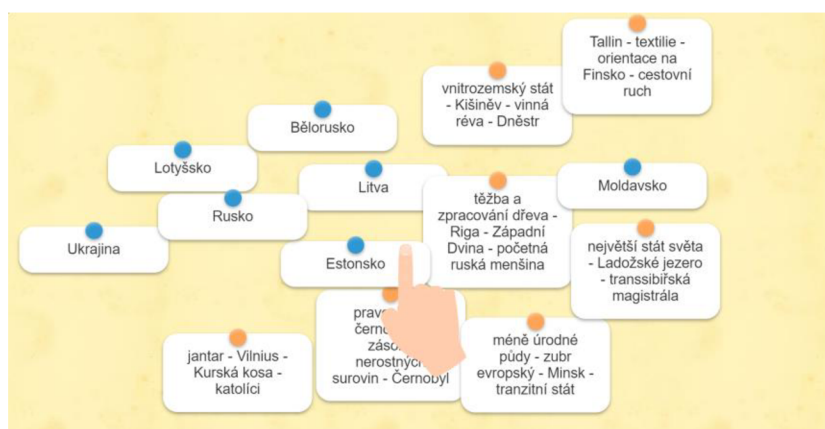 Tallin - textilie -
orientace na
Finsko - cestovní
ruch
vnitrozemský stát
- Kišiněv - vinná
réva - Dněstr
Bělorusko
Lotyšsko
Litva
Moldavsko
těžba a
zpracování dřeva -
Riga - Západní
Dvina - početná
ruská menšina
Rusko
Ukrajina
Estonsko
největší stát světa
- Ladožské jezero
- transsibiřská
magistrála
nerostných
surovin - Černobyl
jantar - Vilnius -
Kurská kosa -
katolíci
méně úrodné
půdy - zubr
evropský - Minsk -
tranzitní stát